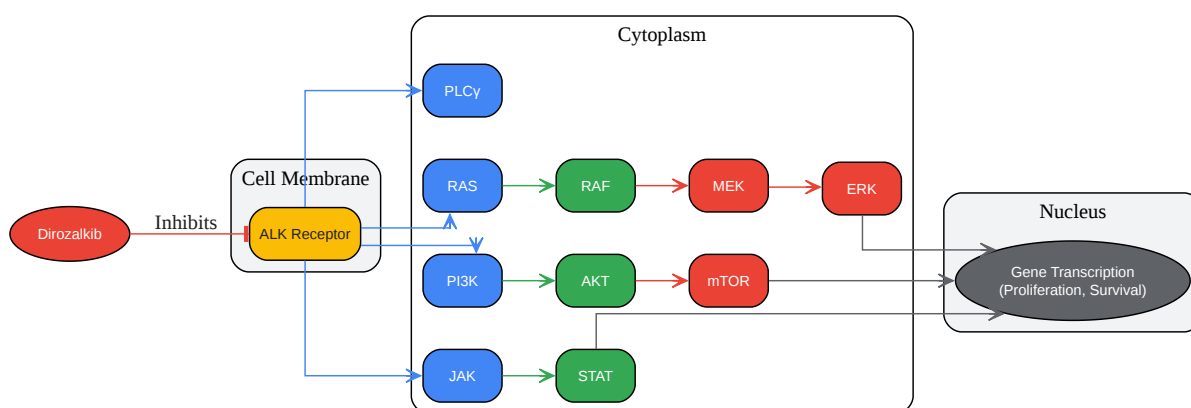 Cytoplasm
PLCγ
Cell Membrane
RAS
RAF
MEK
ERK
Dirozalkib
Inhibits
ALK Receptor
Nucleus
PI3K
AKT
mTOR
Gene Transcription
(Proliferation, Survival)
JAK
STAT